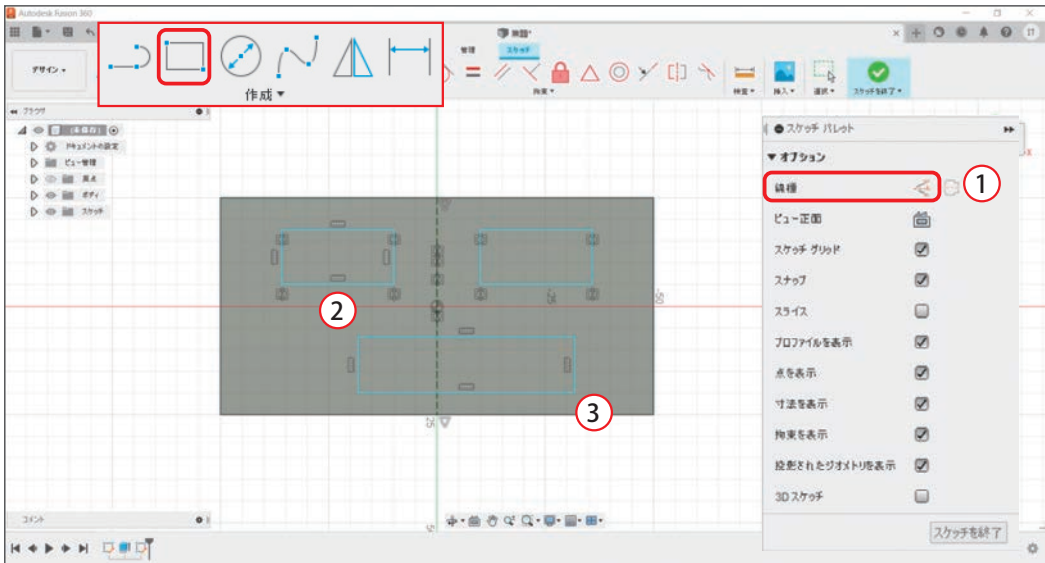 Autodesk Fusion 360
無題*
デザイン
管理
スケッチ
作成
拘束
検査
挿入
選択
スケッチを終了
ブラウザ
(未保存)
ドキュメントの設定
ビュー管理
原点
ボディ
スケッチ
25
-25
-50
スケッチ パレット
オプション
線種
①
ビュー正面
スケッチ グリッド
スナップ
スライス
プロファイルを表示
点を表示
寸法を表示
拘束を表示
投影されたジオメトリを表示
3D スケッチ
スケッチを終了
②
③
コメント